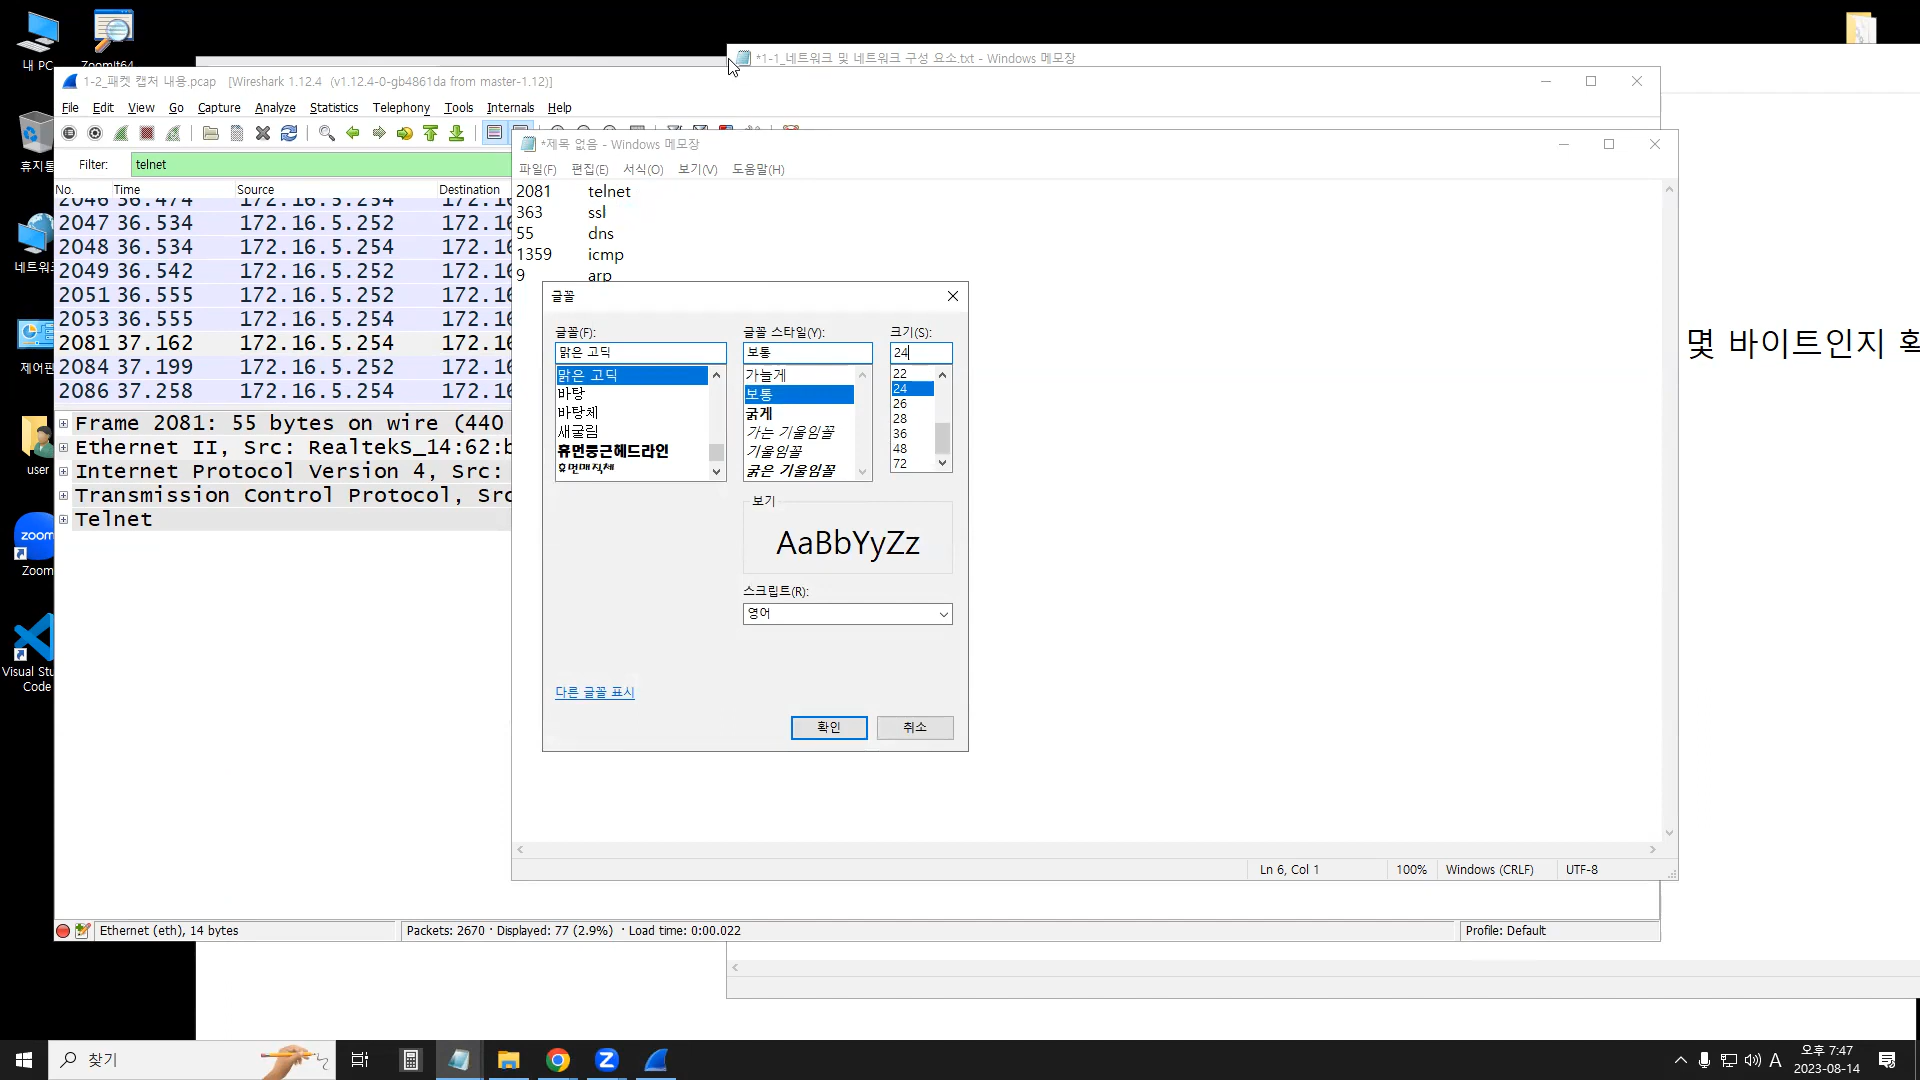 내 PC
ZoomIt64
휴지통
제어판
user
Zoom
Visual Stu
Code
*1-1_네트워크 및 네트워크 구성 요소.txt - Windows 메모장
몇 바이트인지 확
1-2_패킷 캡처 내용.pcap [Wireshark 1.12.4 (v1.12.4-0-gb4861da from master-1.12)]
File Edit View Go Capture Analyze Statistics Telephony Tools Internals Help
Filter: telnet
No. Time Source Destination
2046 36.474 172.16.5.254 172.16
2047 36.534 172.16.5.252 172.16
2048 36.534 172.16.5.254 172.16
2049 36.542 172.16.5.252 172.16
2051 36.555 172.16.5.252 172.16
2053 36.555 172.16.5.254 172.16
2081 37.162 172.16.5.254 172.16
2084 37.199 172.16.5.252 172.16
2086 37.258 172.16.5.254 172.16
Frame 2081: 55 bytes on wire (440
Ethernet II, Src: RealtekS_14:62:b
Internet Protocol Version 4, Src:
Transmission Control Protocol, Src
Telnet
Ethernet (eth), 14 bytes
Packets: 2670 · Displayed: 77 (2.9%) · Load time: 0:00.022
Profile: Default
*제목 없음 - Windows 메모장
파일(F) 편집(E) 서식(O) 보기(V) 도움말(H)
2081 telnet
363 ssl
55 dns
1359 icmp
9 arp
Ln 6, Col 1
100%
Windows (CRLF)
UTF-8
글꼴
글꼴(F):
맑은 고딕
맑은 고딕
바탕
바탕체
새굴림
휴먼둥근헤드라인
휴먼매직체
글꼴 스타일(Y):
보통
가늘게
보통
굵게
가는 기울임꼴
기울임꼴
굵은 기울임꼴
크기(S):
24
22
24
26
28
36
48
72
보기
AaBbYyZz
스크립트(R):
영어
다른 글꼴 표시
확인
취소
찾기
A
오후 7:47
2023-08-14